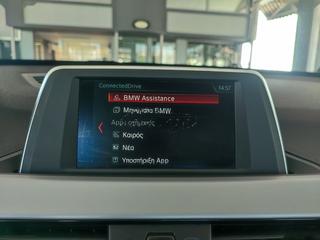 ConnectedDrive
14:57
BMW Assistance
Μηνύματα BMW
Καιρός
Νέα
Υποστήριξη App